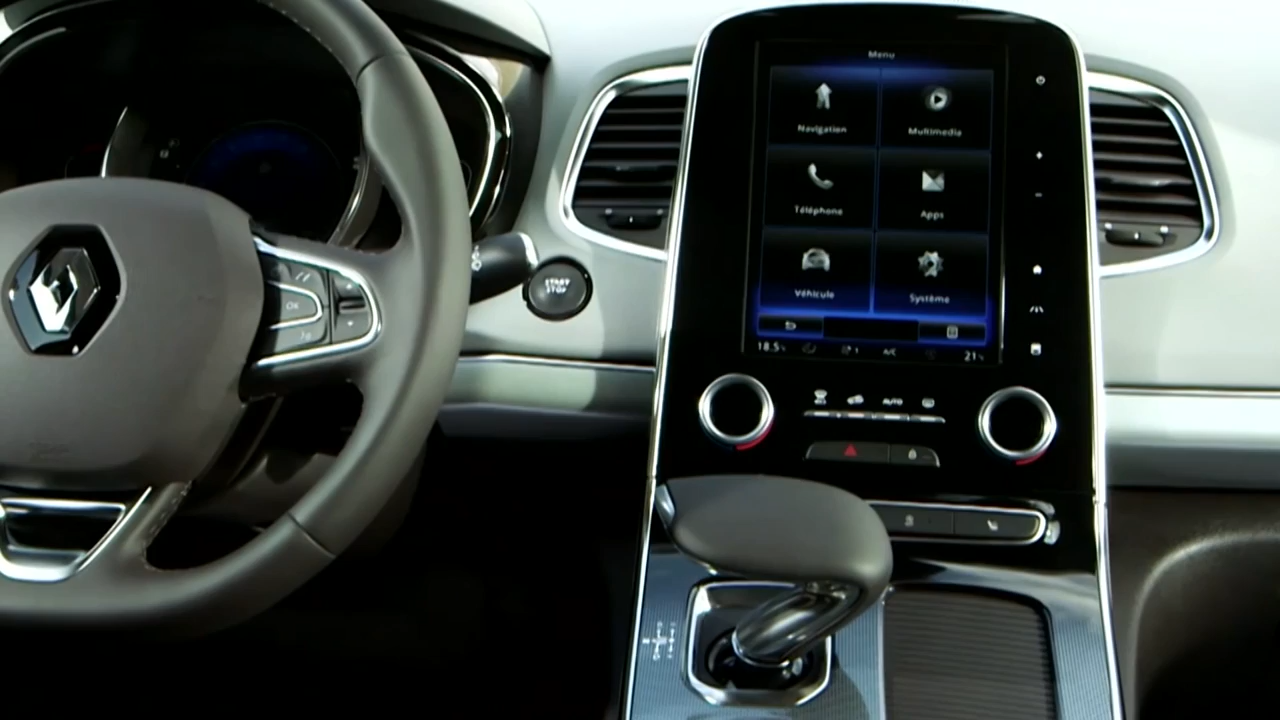 Menu
Navigation
Multimedia
Téléphone
Apps
Véhicule
Système
18.5
A/C
21
START
STOP
OK
AUTO